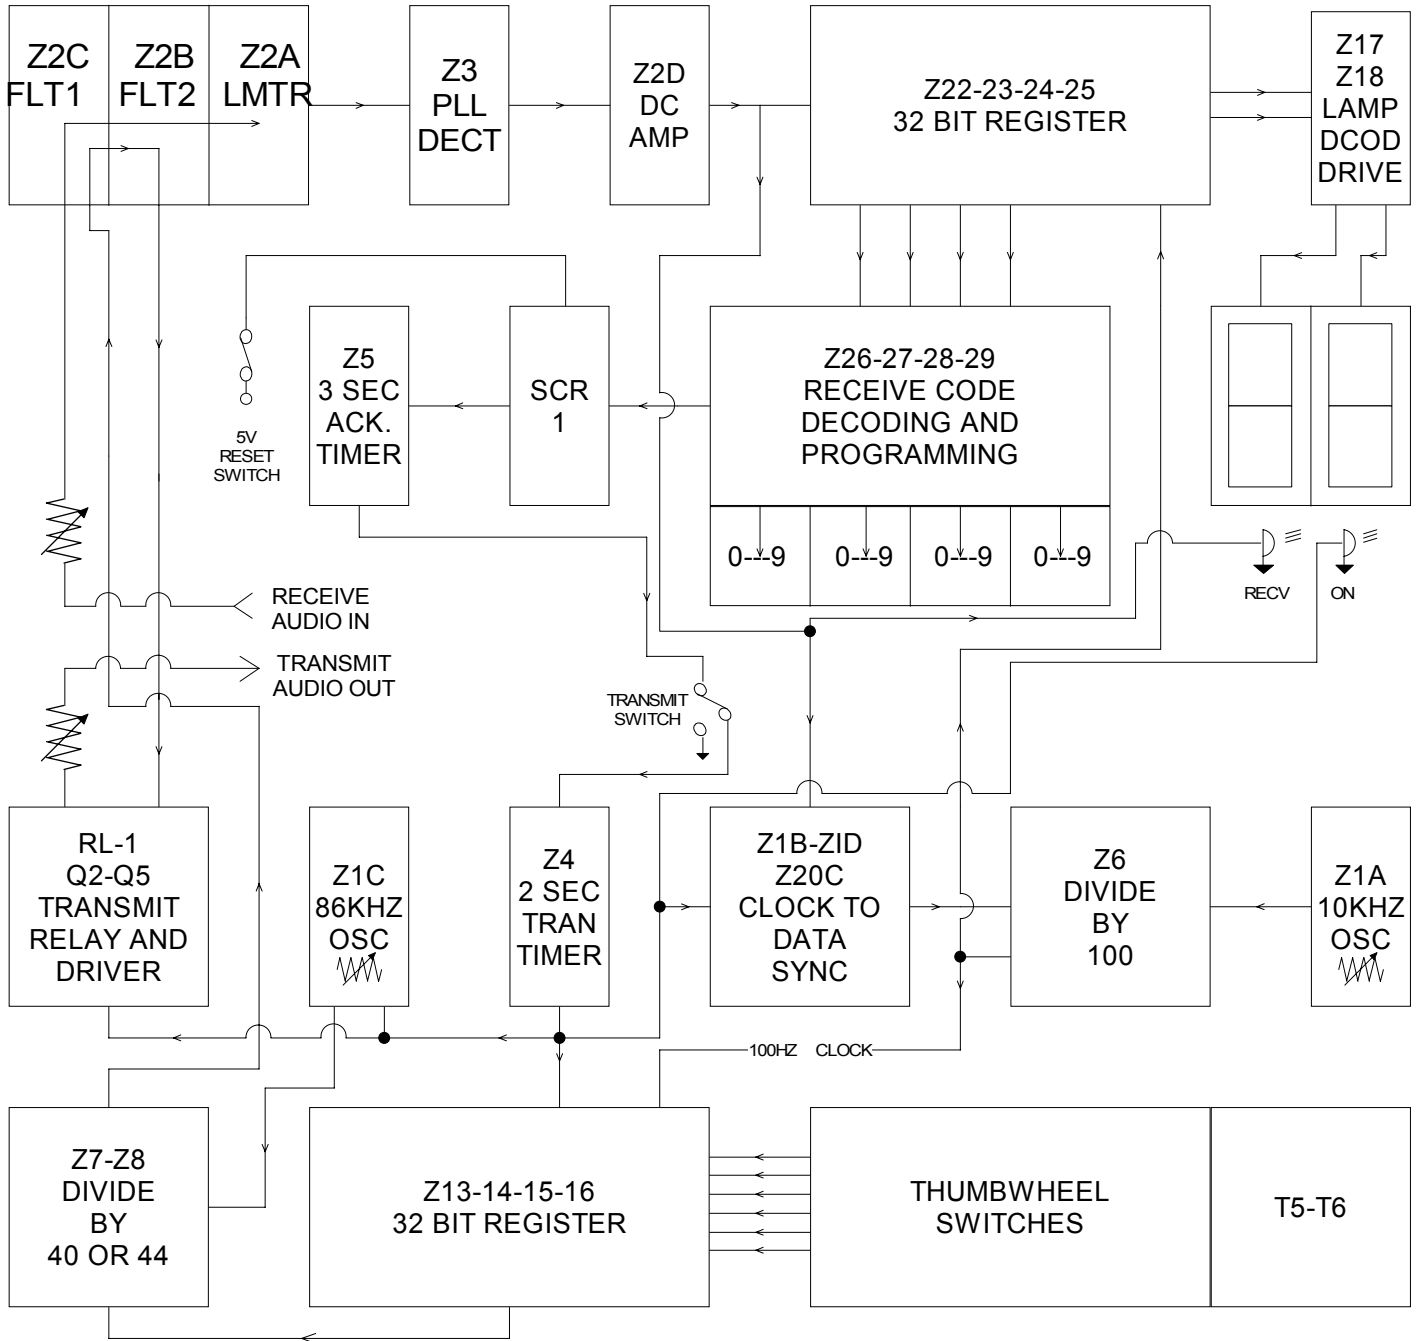 Z2C
FLT1
Z2B
FLT2
Z2A
LMTR
Z3
PLL
DECT
Z2D
DC
AMP
Z22-23-24-25
32 BIT REGISTER
Z17
Z18
LAMP
DCOD
DRIVE
5V
RESET
SWITCH
Z5
3 SEC
ACK.
TIMER
SCR
1
Z26-27-28-29
RECEIVE CODE
DECODING AND
PROGRAMMING
0---9
0---9
0---9
0---9
RECV
ON
RECEIVE
AUDIO IN
TRANSMIT
AUDIO OUT
TRANSMIT
SWITCH
RL-1
Q2-Q5
TRANSMIT
RELAY AND
DRIVER
Z1C
86KHZ
OSC
Z4
2 SEC
TRAN
TIMER
Z1B-ZID
Z20C
CLOCK TO
DATA
SYNC
Z6
DIVIDE
BY
100
Z1A
10KHZ
OSC
100HZ CLOCK
Z7-Z8
DIVIDE
BY
40 OR 44
Z13-14-15-16
32 BIT REGISTER
THUMBWHEEL
SWITCHES
T5-T6